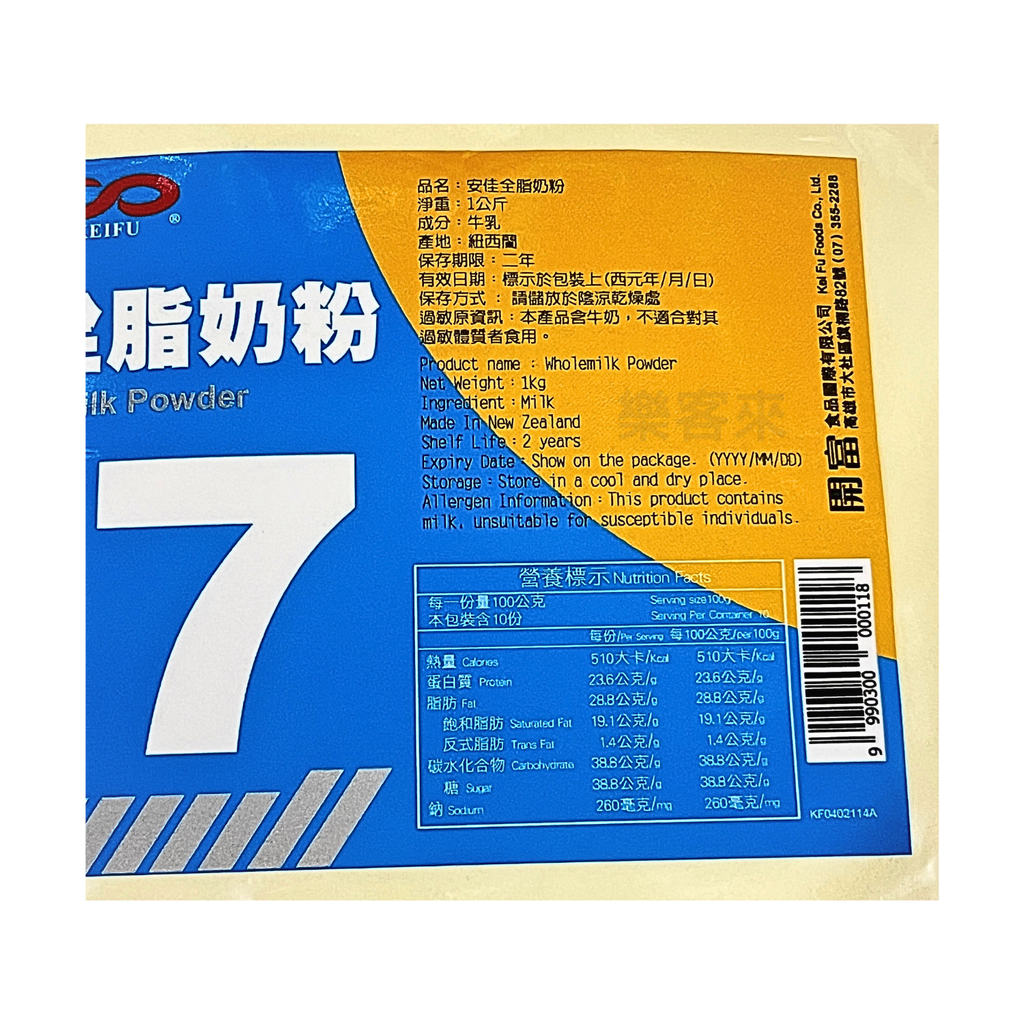 ®
KEIFU
全脂奶粉
ilk Powder
7
品名：安佳全脂奶粉
淨重：1公斤
成分：牛乳
產地：紐西蘭
保存期限：二年
有效日期：標示於包裝上(西元年/月/日)
保存方式：請儲放於陰涼乾燥處
過敏原資訊：本產品含牛奶，不適合對其
過敏體質者食用。
Product name : Wholemilk Powder
Net Weight：1kg
Ingredient：Milk
Made In New Zealand
Shelf Life：2 years
Expiry Date：Show on the package. (YYYY/MM/DD)
Storage：Store in a cool and dry place.
Allergen Information：This product contains
milk, unsuitable for susceptible individuals.
樂客來
開富 食品國際有限公司 Kei Fu Foods Co., Ltd.
高雄市大社區旗楠路82號 (07) 355-2288
營養標示 Nutrition Facts
每一份量100公克 Serving size100g
本包裝含10份 Serving Per Container 10
每份/Per Serving 每100公克/per100g
熱量 Calories 510大卡/Kcal 510大卡/Kcal
蛋白質 Protein 23.6公克/g 23.6公克/g
脂肪 Fat 28.8公克/g 28.8公克/g
飽和脂肪 Saturated Fat 19.1公克/g 19.1公克/g
反式脂肪 Trans Fat 1.4公克/g 1.4公克/g
碳水化合物 Carbohydrate 38.8公克/g 38.8公克/g
糖 Sugar 38.8公克/g 38.8公克/g
鈉 Sodium 260毫克/mg 260毫克/mg
9 990300 000118
KF0402114A